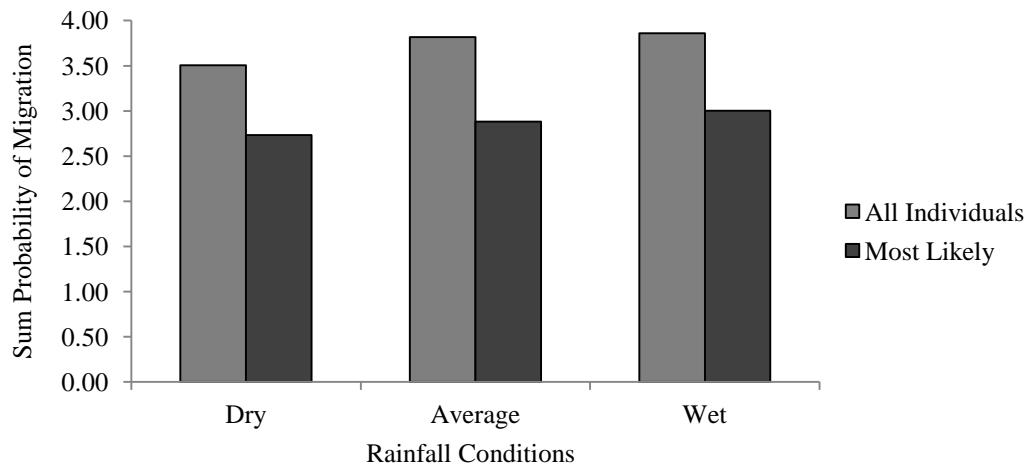 4.00
3.50
3.00
2.50
2.00
1.50
1.00
0.50
0.00
Sum Probability of Migration
Dry
Average
Wet
Rainfall Conditions
All Individuals
Most Likely